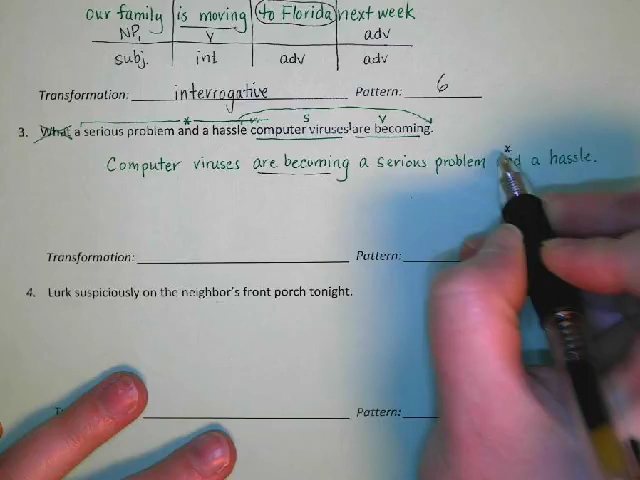 our family is moving to Florida next week
NP1 V adv
subj. int adv adv
Transformation: interrogative Pattern: 6
* S V
3. What a serious problem and a hassle computer viruses are becoming.
*
Computer viruses are becoming a serious problem and a hassle.
Transformation: Pattern:
4. Lurk suspiciously on the neighbor's front porch tonight.
Pattern: